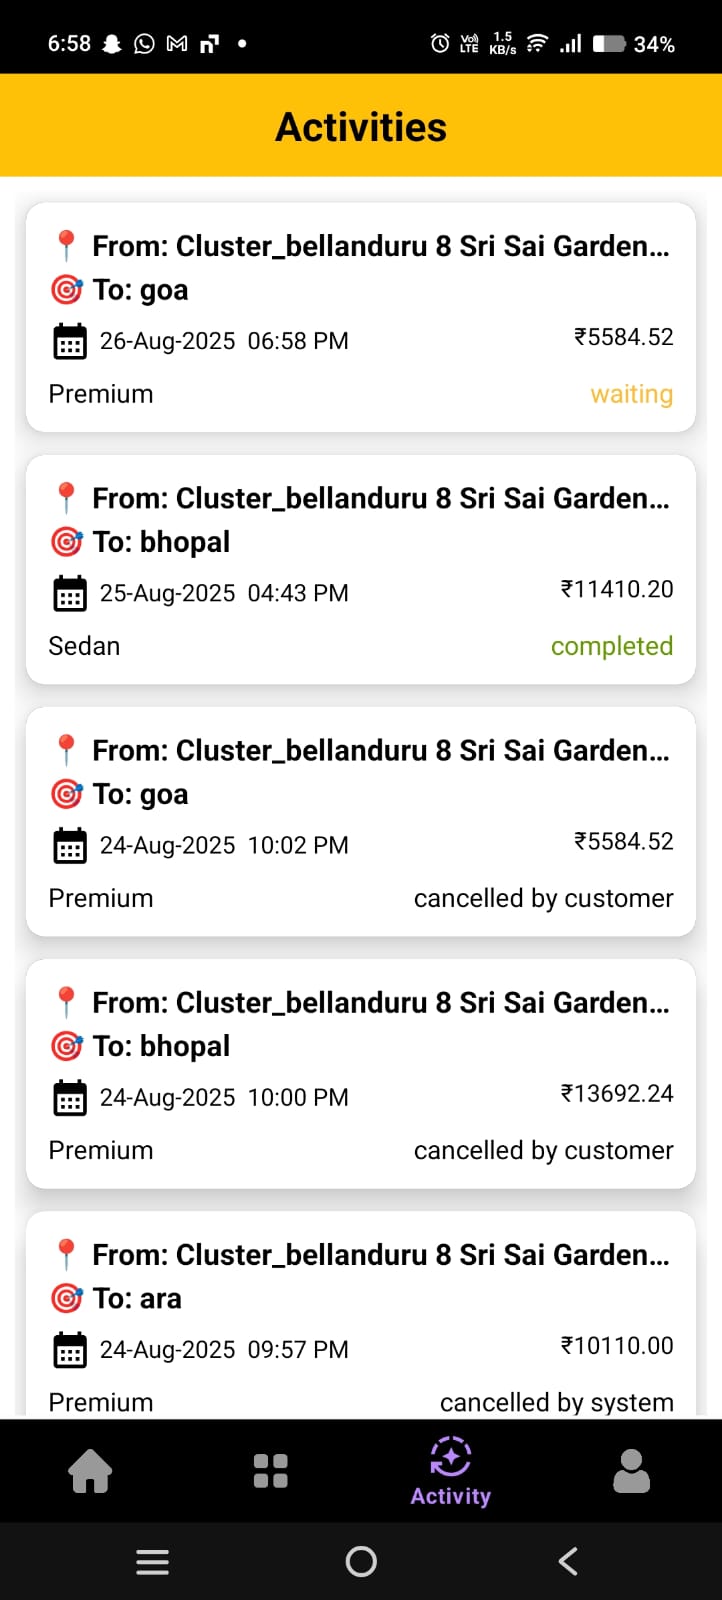 6:58 Vo) LTE 1.5 KB/s 34%
Activities
From: Cluster_bellanduru 8 Sri Sai Garden...
To: goa
26-Aug-2025 06:58 PM ₹5584.52
Premium waiting
From: Cluster_bellanduru 8 Sri Sai Garden...
To: bhopal
25-Aug-2025 04:43 PM ₹11410.20
Sedan completed
From: Cluster_bellanduru 8 Sri Sai Garden...
To: goa
24-Aug-2025 10:02 PM ₹5584.52
Premium cancelled by customer
From: Cluster_bellanduru 8 Sri Sai Garden...
To: bhopal
24-Aug-2025 10:00 PM ₹13692.24
Premium cancelled by customer
From: Cluster_bellanduru 8 Sri Sai Garden...
To: ara
24-Aug-2025 09:57 PM ₹10110.00
Premium cancelled by system
Activity